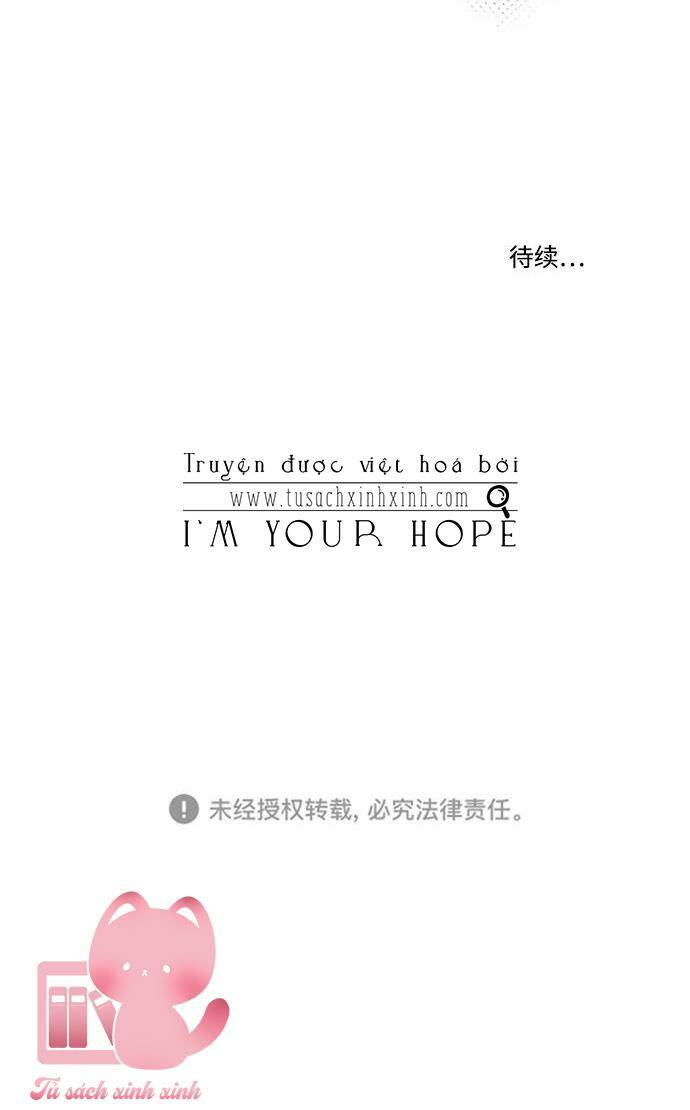 待续...
Truyện được việt hoá bởi
www.tusachxinhxinh.com
I'M YOUR HOPE
! 未经授权转载, 必究法律责任。
Tủ sách xinh xinh